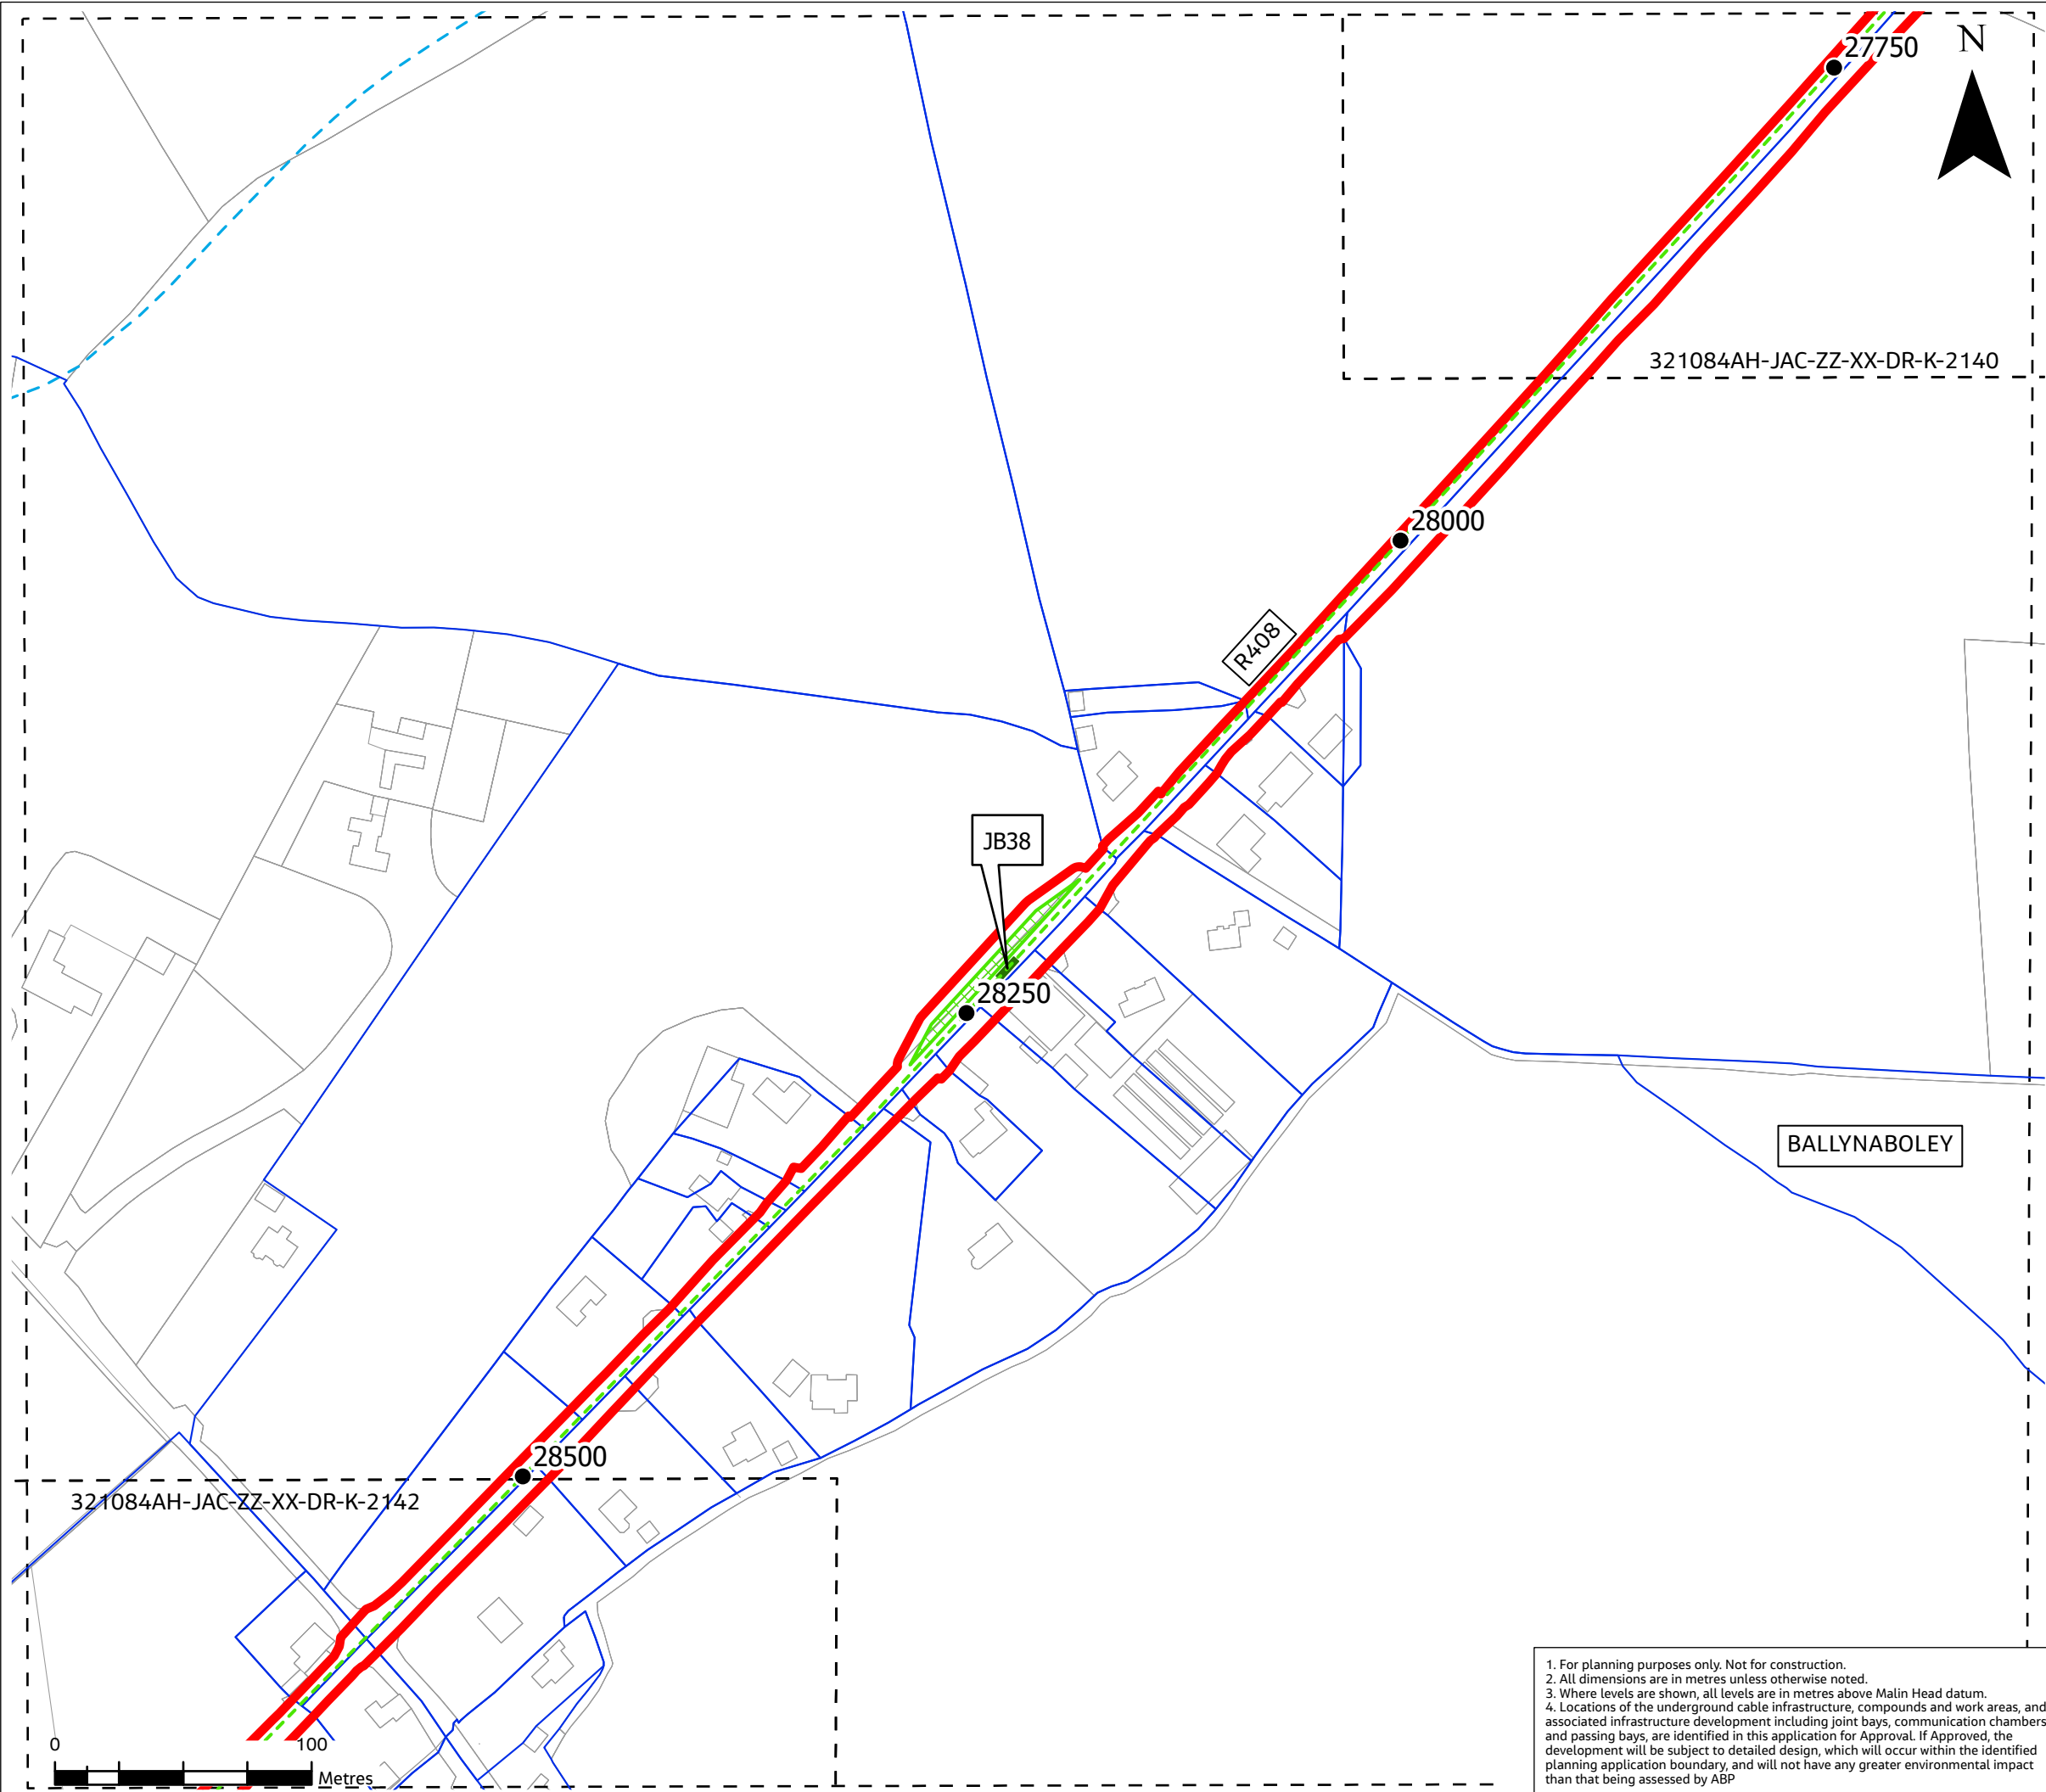 27750
N
321084AH-JAC-ZZ-XX-DR-K-2140
28000
R408
JB38
28250
BALLYNABOLEY
28500
321084AH-JAC-ZZ-XX-DR-K-2142
0 100
Metres
1. For planning purposes only. Not for construction.
2. All dimensions are in metres unless otherwise noted.
3. Where levels are shown, all levels are in metres above Malin Head datum.
4. Locations of the underground cable infrastructure, compounds and work areas, and
associated infrastructure development including joint bays, communication chambers
and passing bays, are identified in this application for Approval. If Approved, the
development will be subject to detailed design, which will occur within the identified
planning application boundary, and will not have any greater environmental impact
than that being assessed by ABP